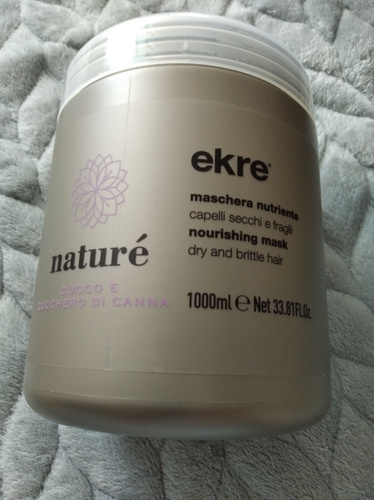 ekre®
maschera nutriente
capelli secchi e fragili
nourishing mask
dry and brittle hair
1000ml ℮ Net 33.81Fl.Oz.
naturé
COCCO E
ZUCCHERO DI CANNA